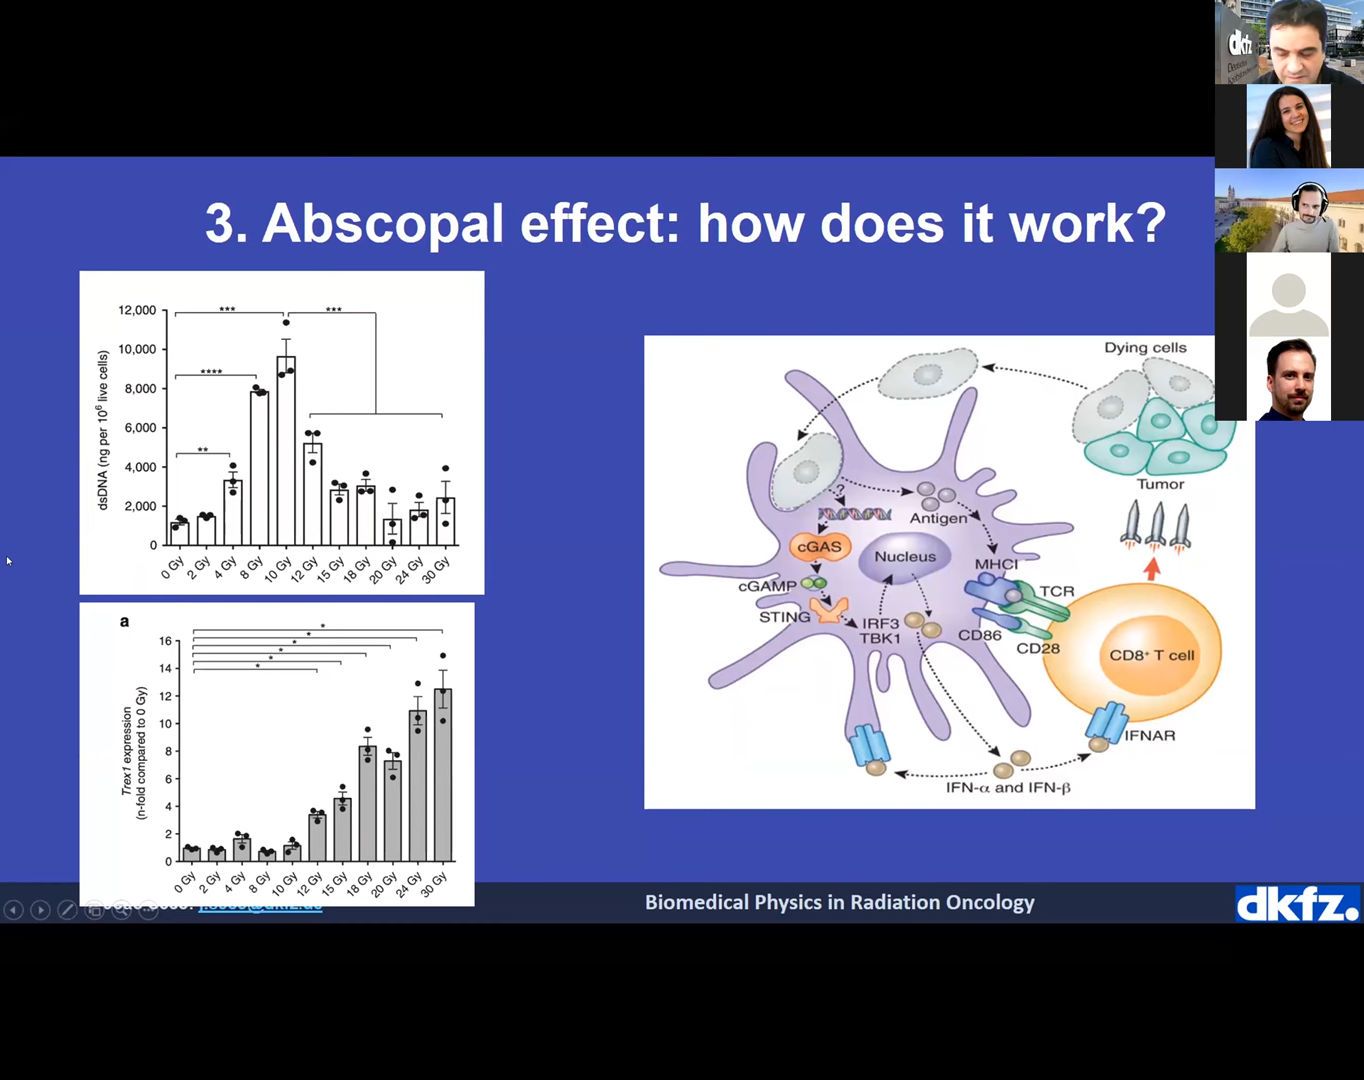 dkfz.
3. Abscopal effect: how does it work?
12,000
10,000
8,000
6,000
4,000
2,000
0
dsDNA (ng per 10⁶ live cells)
***
***
****
**
0 Gy
2 Gy
4 Gy
8 Gy
10 Gy
12 Gy
15 Gy
18 Gy
20 Gy
24 Gy
30 Gy
a
16
14
12
10
8
6
4
2
0
Trex1 expression
(n-fold compared to 0 Gy)
*
*
*
*
*
*
0 Gy
2 Gy
4 Gy
8 Gy
10 Gy
12 Gy
15 Gy
18 Gy
20 Gy
24 Gy
30 Gy
Dying cells
Tumor
?
Antigen
cGAS
Nucleus
MHCI
cGAMP
TCR
STING
IRF3
TBK1
CD86
CD28
CD8⁺ T cell
IFNAR
IFN-α and IFN-β
Biomedical Physics in Radiation Oncology
dkfz.